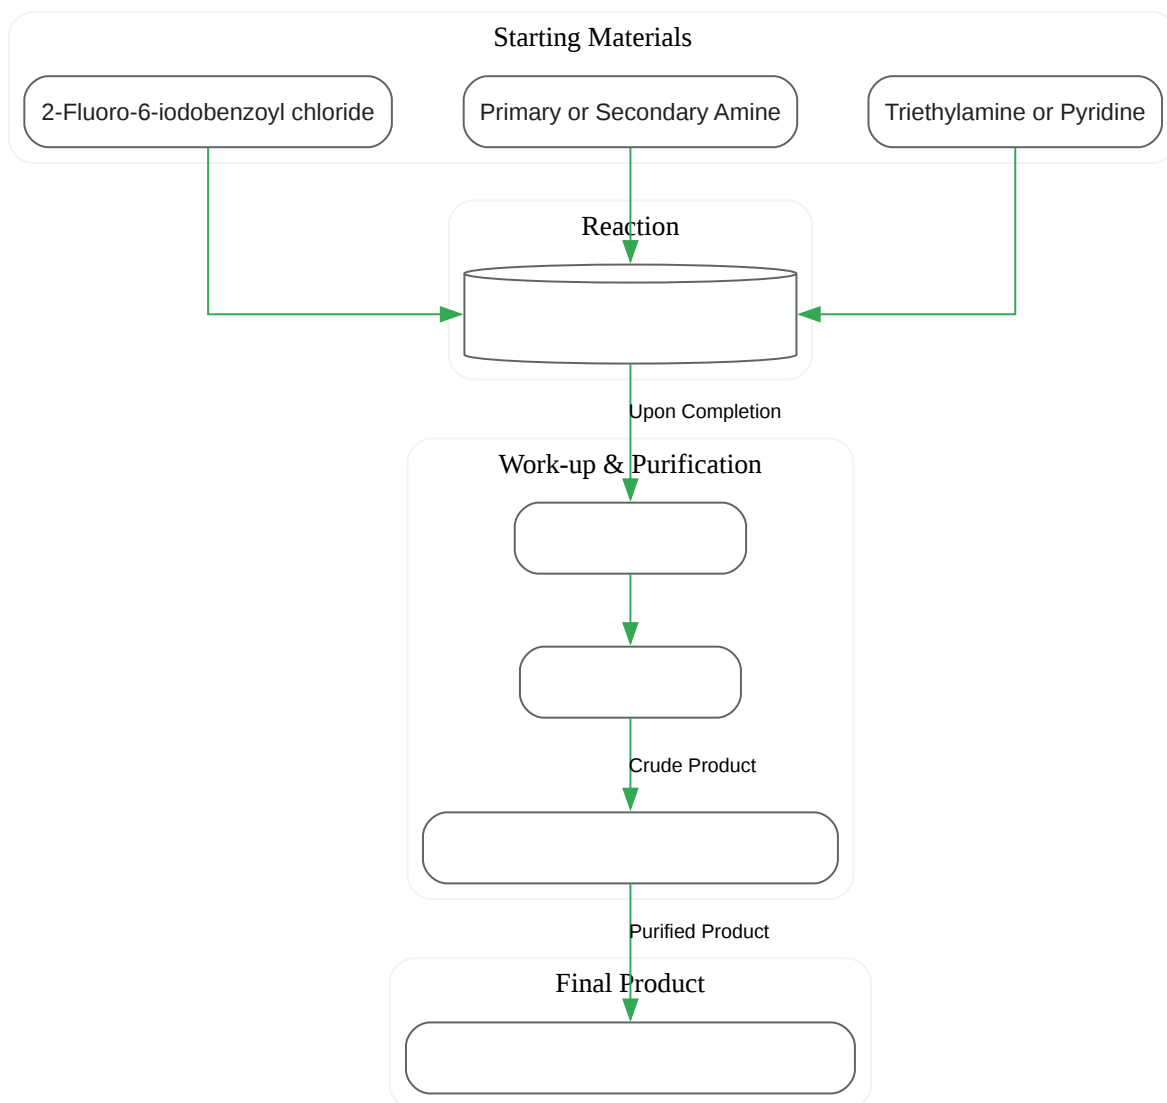 Starting Materials
2-Fluoro-6-iodobenzoyl chloride
Primary or Secondary Amine
Triethylamine or Pyridine
Reaction
Upon Completion
Work-up & Purification
Crude Product
Purified Product
Final Product